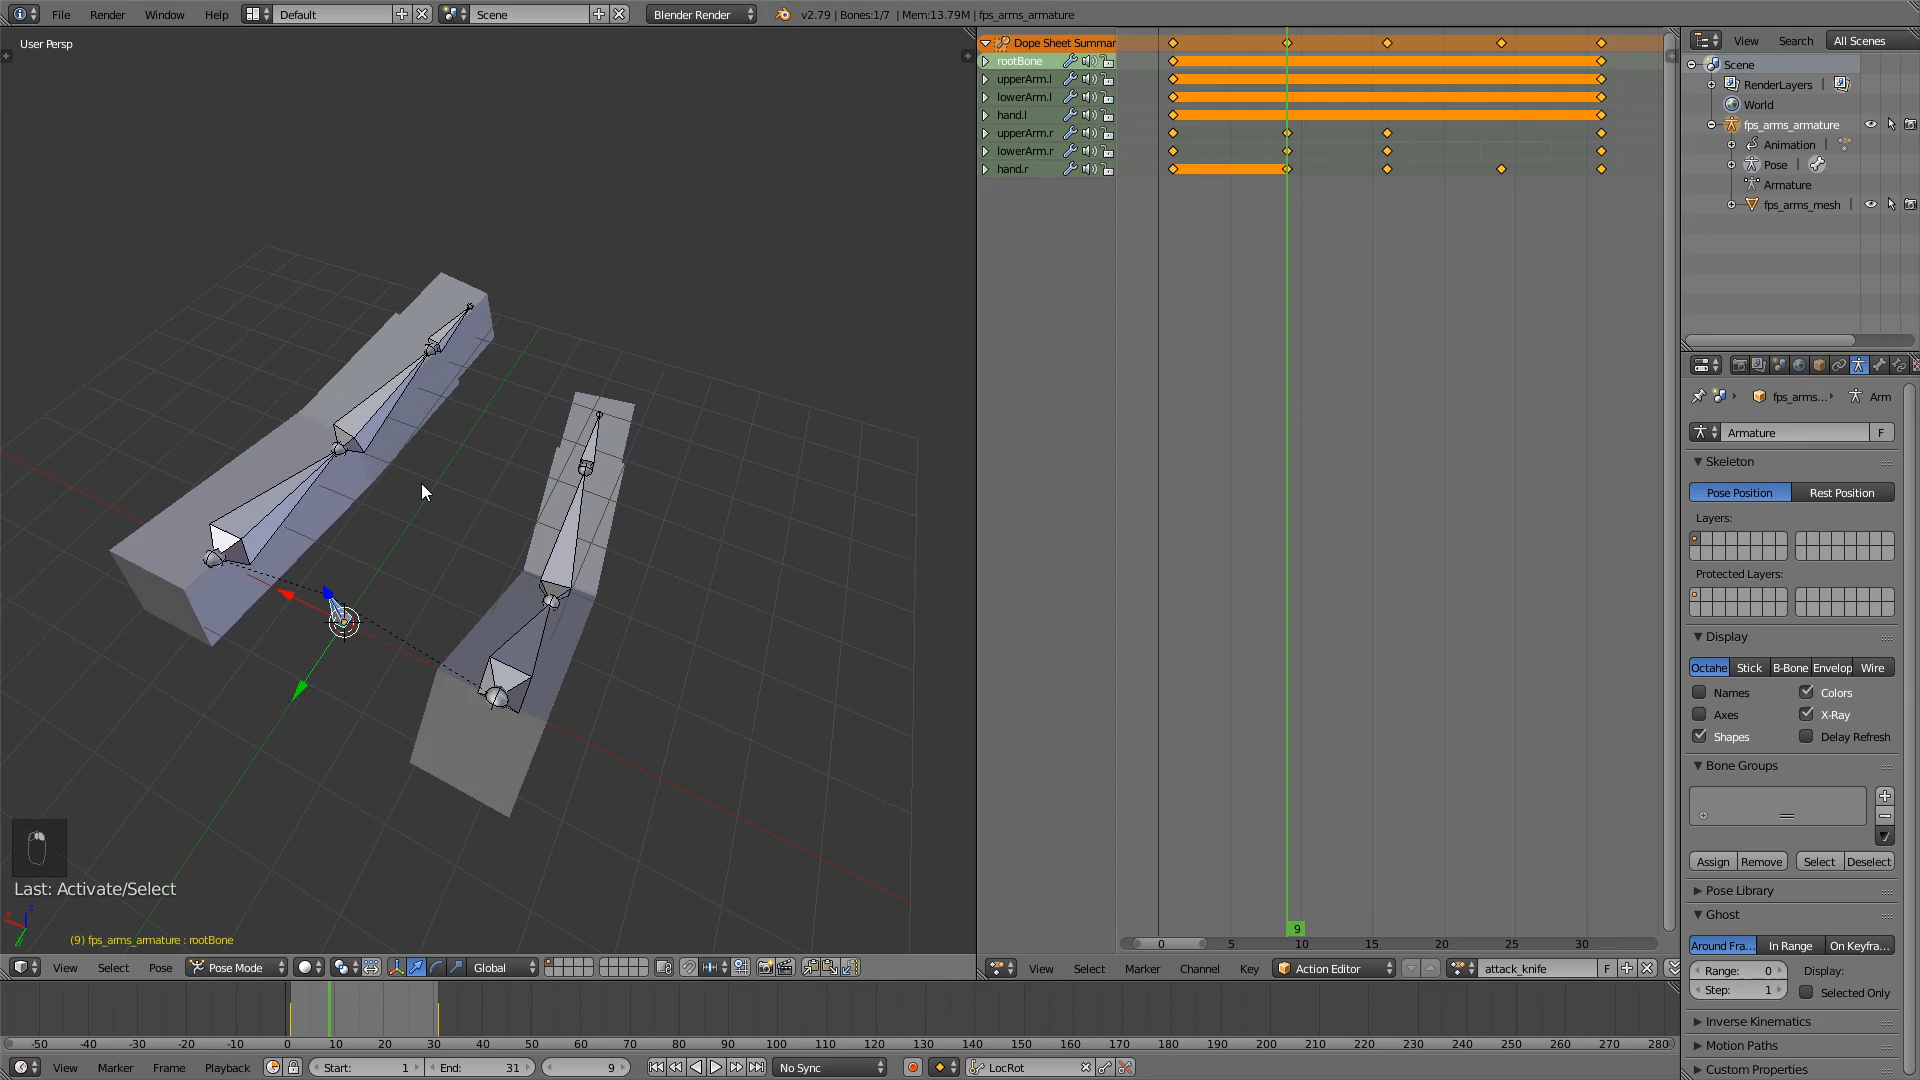 File Render Window Help Default Scene Blender Render v2.79 | Bones:1/7 | Mem:13.79M | fps_arms_armature
User Persp
Dope Sheet Summar
rootBone
upperArm.l
lowerArm.l
hand.l
upperArm.r
lowerArm.r
hand.r
View Search All Scenes
Scene
RenderLayers
World
fps_arms_armature
Animation
Pose
Armature
fps_arms_mesh
fps_arms... Arm
Armature F
Skeleton
Pose Position Rest Position
Layers:
Protected Layers:
Display
Octahe Stick B-Bone Envelop Wire
Names Colors
Axes X-Ray
Shapes Delay Refresh
Bone Groups
Assign Remove Select Deselect
Pose Library
Ghost
Around Fra... In Range On Keyfra...
Range: 0 Display:
Step: 1 Selected Only
Inverse Kinematics
Motion Paths
Custom Properties
Last: Activate/Select
x z y
(9) fps_arms_armature : rootBone
9
0 5 10 15 20 25 30
View Select Pose Pose Mode Global
View Select Marker Channel Key Action Editor attack_knife F
-50 -40 -30 -20 -10 0 10 20 30 40 50 60 70 80 90 100 110 120 130 140 150 160 170 180 190 200 210 220 230 240 250 260 270 280
View Marker Frame Playback Start: 1 End: 31 9 No Sync LocRot